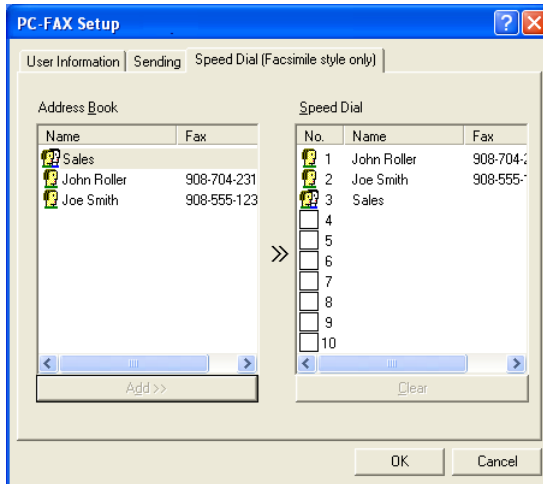 PC-FAX Setup
User Information Sending Speed Dial (Facsimile style only)
Address Book Speed Dial
Name Fax No. Name Fax
Sales 1 John Roller 908-704-2
John Roller 908-704-231 2 Joe Smith 908-555-
Joe Smith 908-555-123 3 Sales
4
5
6
7
8
9
10
Add >> Clear
OK Cancel